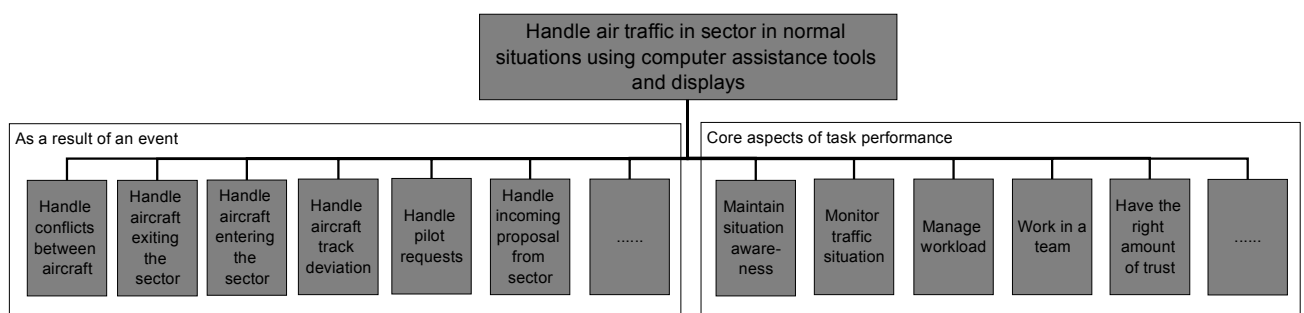 Handle air traffic in sector in normal
situations using computer assistance tools
and displays
As a result of an event
Core aspects of task performance
Handle
conflicts
between
aircraft
Handle
aircraft
exiting
the
sector
Handle
aircraft
entering
the
sector
Handle
aircraft
track
deviation
Handle
pilot
requests
Handle
incoming
proposal
from
sector
......
Maintain
situation
aware-
ness
Monitor
traffic
situation
Manage
workload
Work in a
team
Have the
right
amount
of trust
......